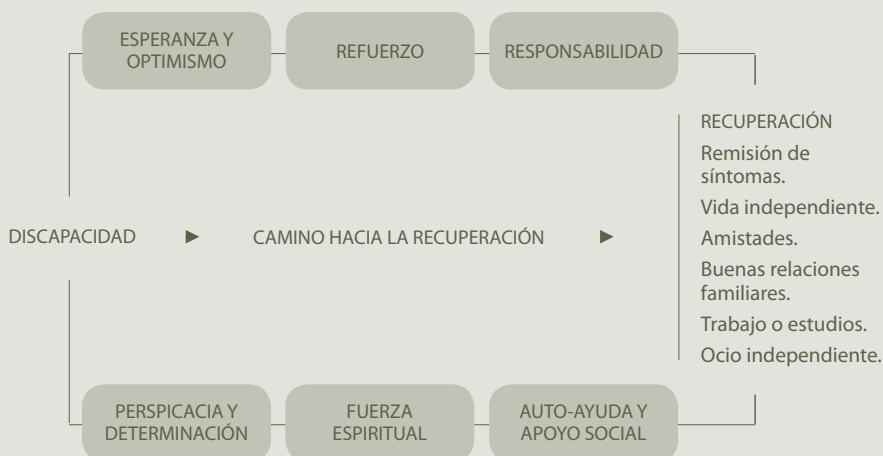 ESPERANZA Y
OPTIMISMO
REFUERZO
RESPONSABILIDAD
DISCAPACIDAD
CAMINO HACIA LA RECUPERACIÓN
RECUPERACIÓN
Remisión de
síntomas.
Vida independiente.
Amistades.
Buenas relaciones
familiares.
Trabajo o estudios.
Ocio independiente.
PERSPICACIA Y
DETERMINACIÓN
FUERZA
ESPIRITUAL
AUTO-AYUDA Y
APOYO SOCIAL